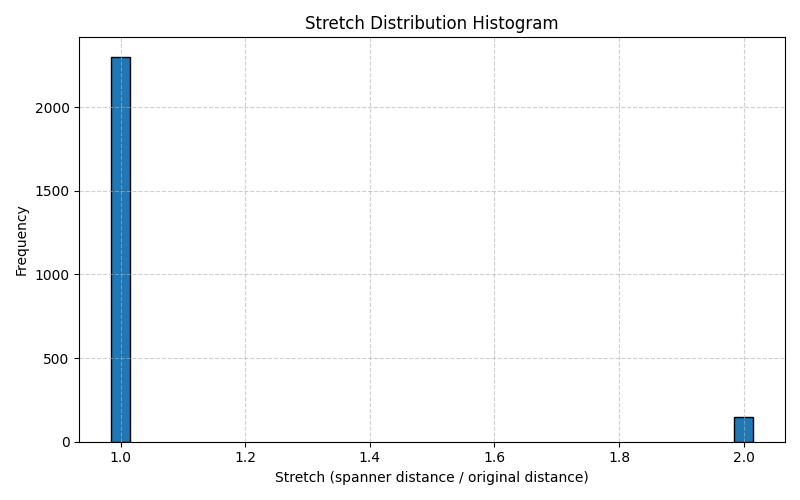 Stretch Distribution Histogram
2000
1500
1000
500
0
Frequency
1.0 1.2 1.4 1.6 1.8 2.0
Stretch (spanner distance / original distance)